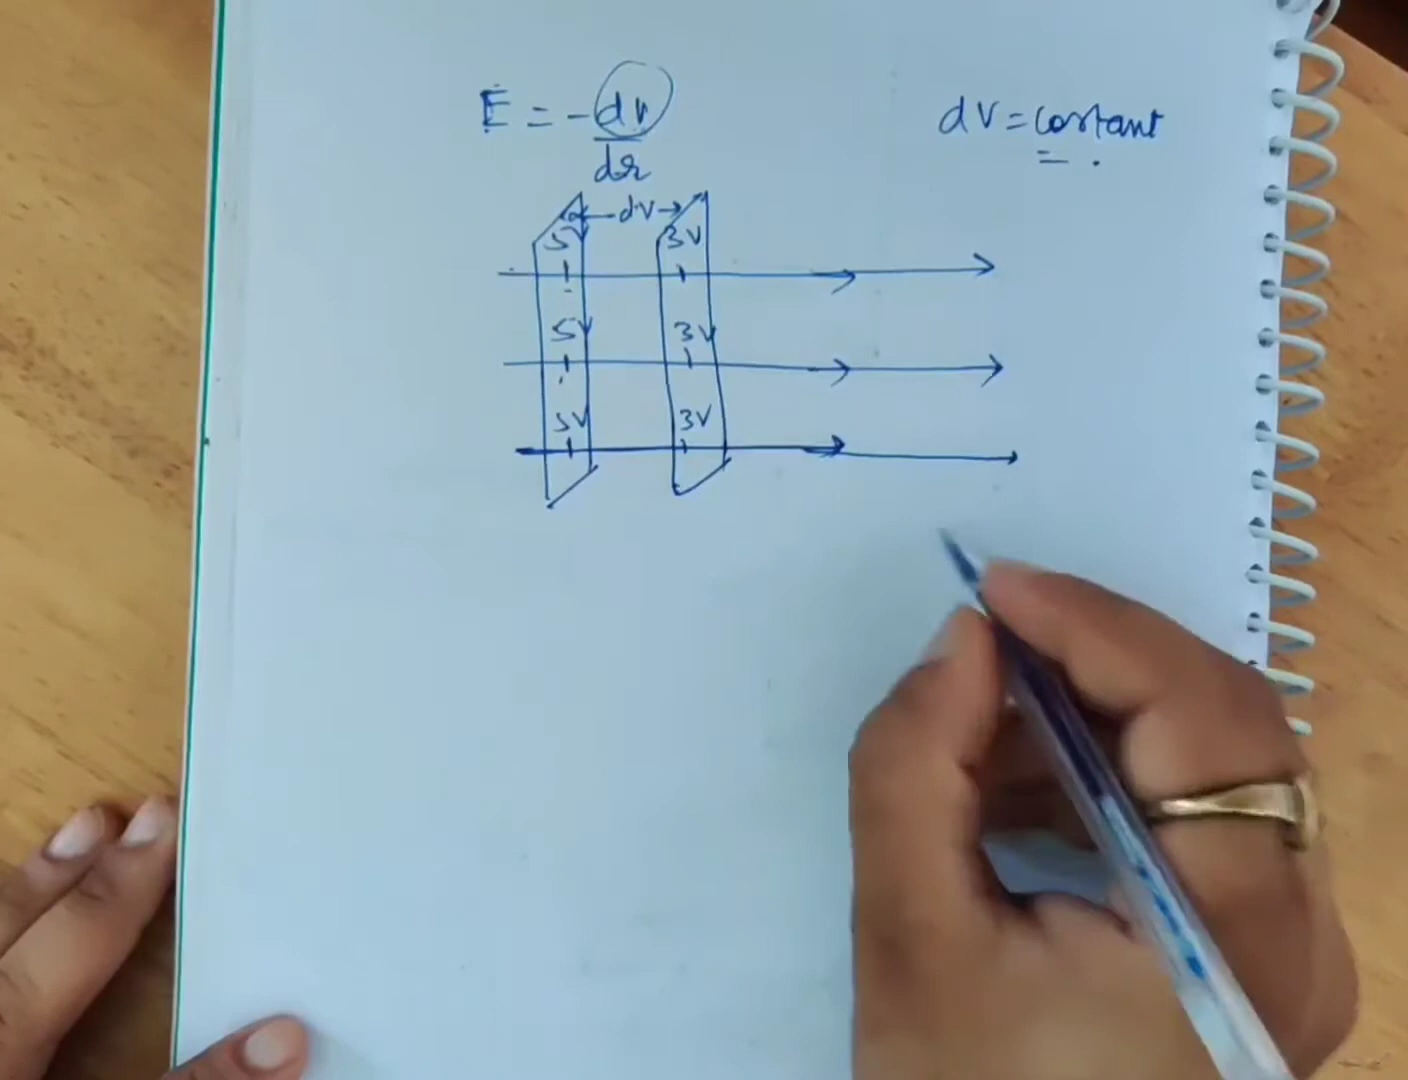 E = -dv/dr
dV = constant
←dV→
5V 3V
5V 3V
5V 3V